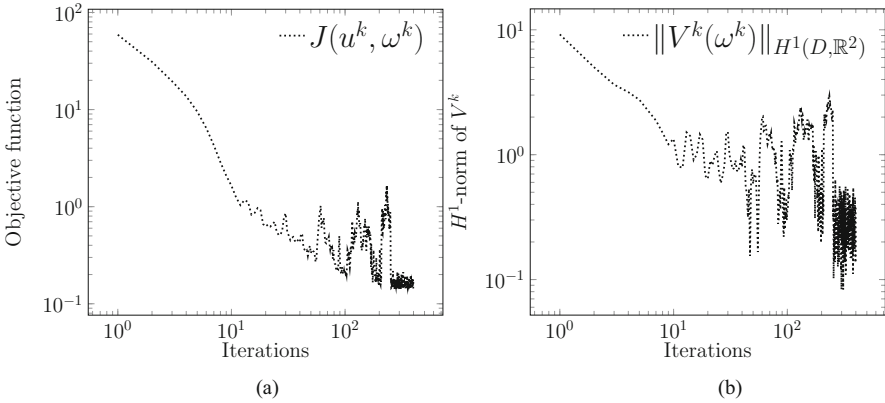 10^2
10^1
10^0
10^{-1}
Objective function
J(u^k, ω^k)
10^0
10^1
10^2
Iterations
(a)
10^1
10^0
10^{-1}
H^1-norm of V^k
‖V^k(ω^k)‖_{H^1(D,ℝ^2)}
10^0
10^1
10^2
Iterations
(b)